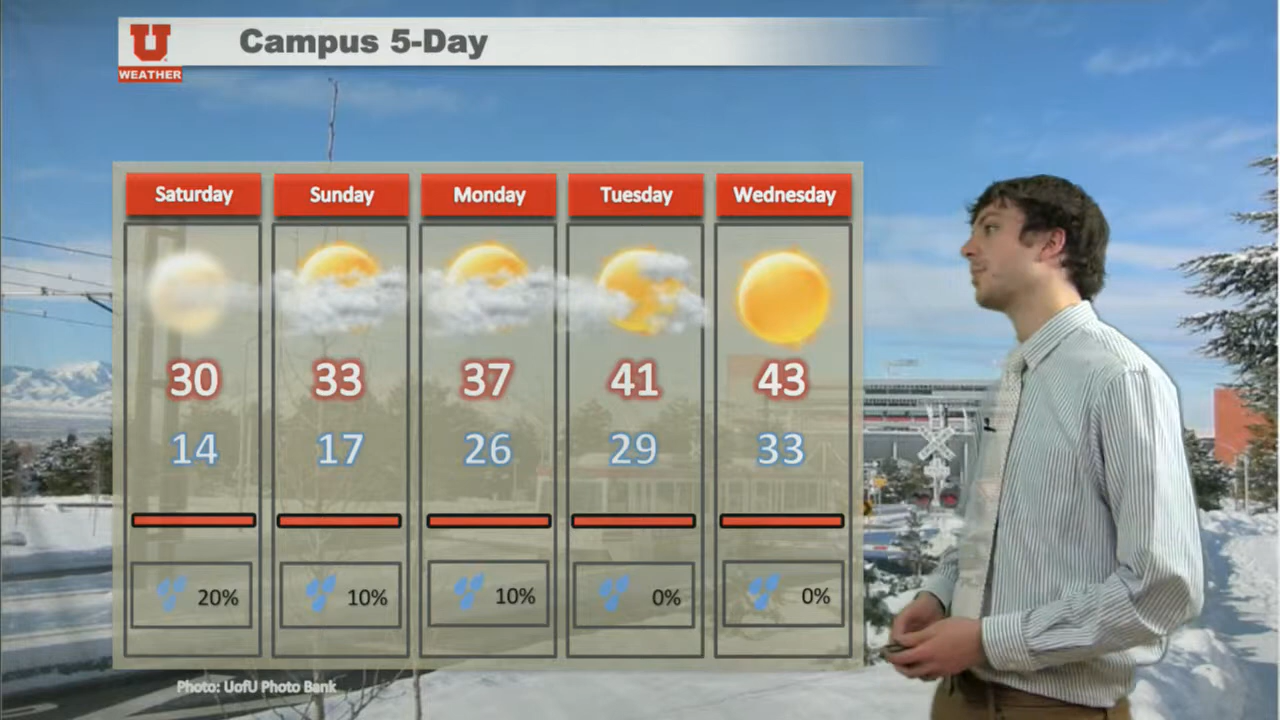 U
WEATHER
Campus 5-Day
Saturday Sunday Monday Tuesday Wednesday
30 33 37 41 43
14 17 26 29 33
20% 10% 10% 0% 0%
Photo: UofU Photo Bank